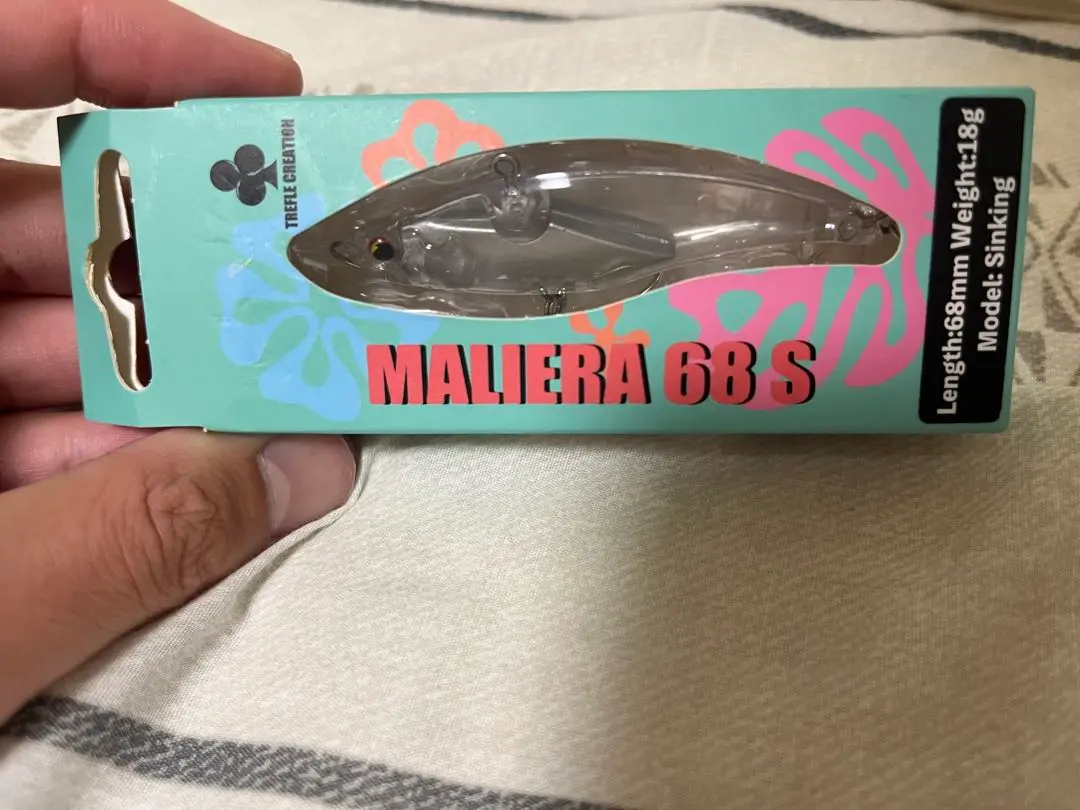 TREFLE CREATION
MALIERA 68 S
Length:68mm Weight:18g
Model: Sinking